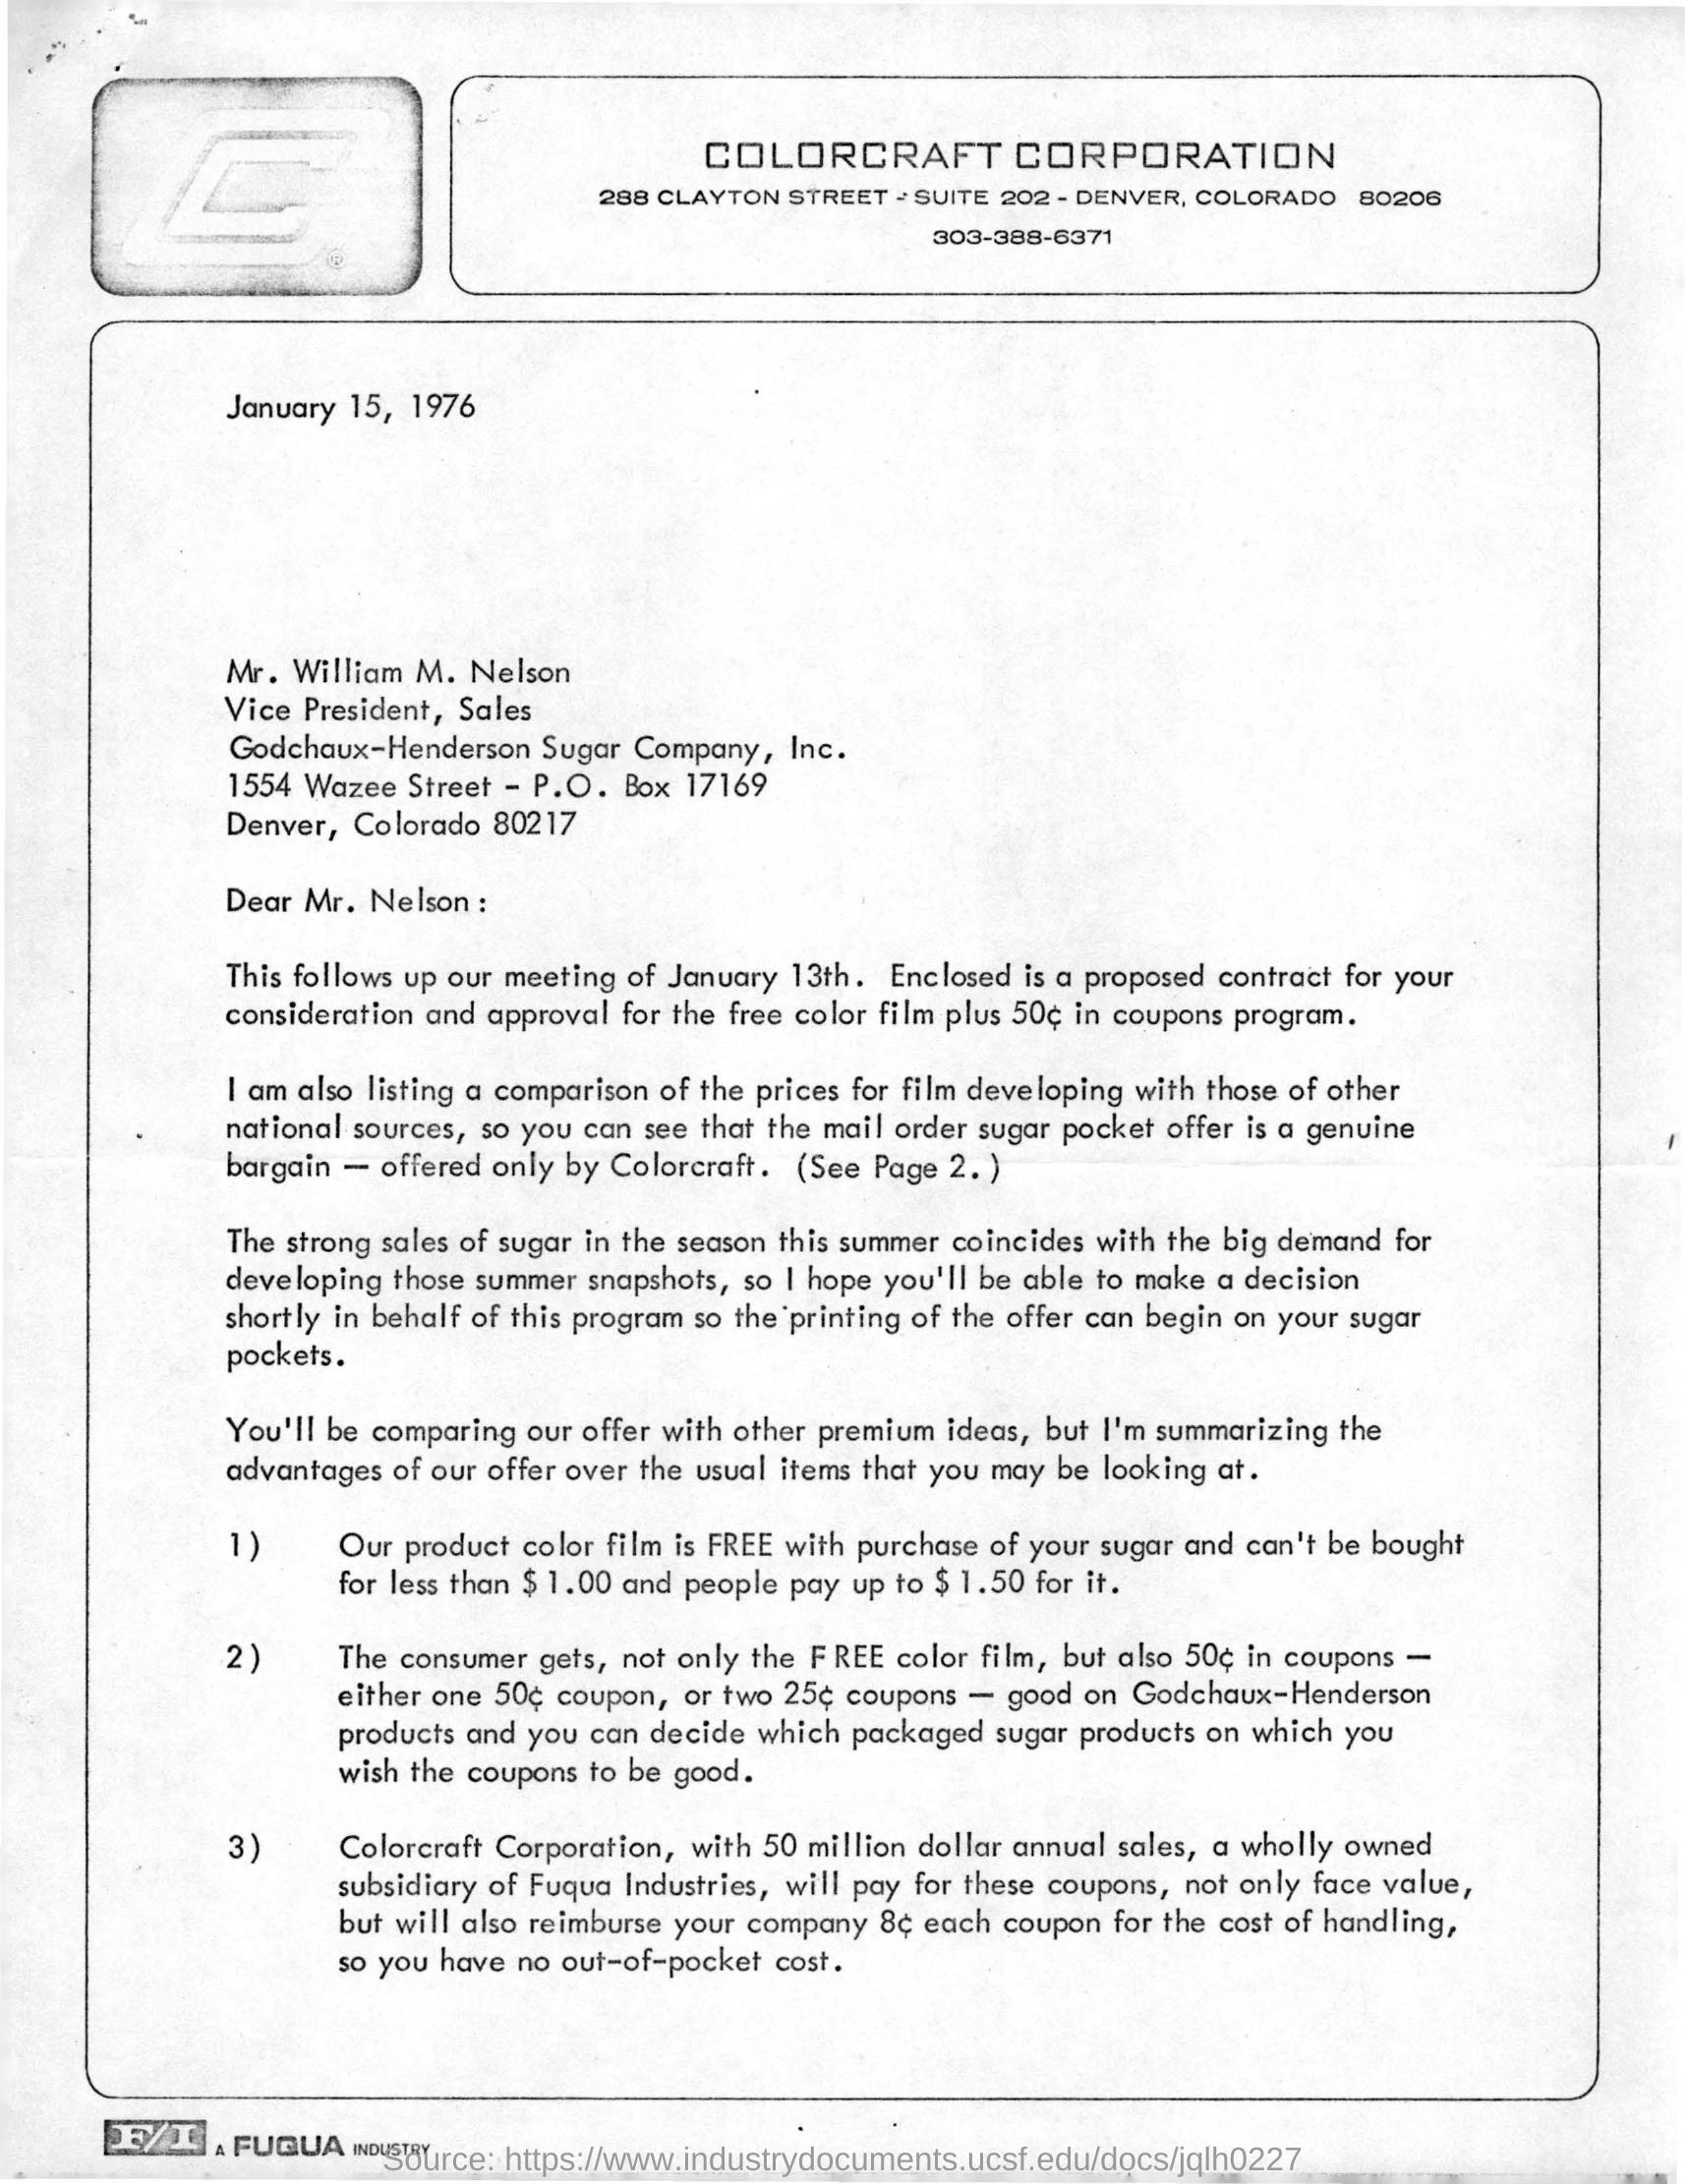 COLORCRAFT CORPORATION
288 CLAYTON STREET - SUITE 202 - DENVER, COLORADO 80206
303-388-6371
January 15, 1976
Mr. William M. Nelson
Vice President, Sales
Godchaux-Henderson Sugar Company, Inc.
1554 Wazee Street - P.O. Box 17169
Denver, Colorado 80217
Dear Mr. Nelson:
This follows up our meeting of January 13th. Enclosed is a proposed contract for your
consideration and approval for the free color film plus 50¢ in coupons program.
I am also listing a comparison of the prices for film developing with those of other
national sources, so you can see that the mail order sugar pocket offer is a genuine
bargain — offered only by Colorcraft. (See Page 2.)
The strong sales of sugar in the season this summer coincides with the big demand for
developing those summer snapshots, so I hope you'll be able to make a decision
shortly in behalf of this program so the printing of the offer can begin on your sugar
pockets.
You'll be comparing our offer with other premium ideas, but I'm summarizing the
advantages of our offer over the usual items that you may be looking at.
1) Our product color film is FREE with purchase of your sugar and can't be bought
for less than $ 1.00 and people pay up to $ 1.50 for it.
2) The consumer gets, not only the FREE color film, but also 50¢ in coupons —
either one 50¢ coupon, or two 25¢ coupons — good on Godchaux-Henderson
products and you can decide which packaged sugar products on which you
wish the coupons to be good.
3) Colorcraft Corporation, with 50 million dollar annual sales, a wholly owned
subsidiary of Fuqua Industries, will pay for these coupons, not only face value,
but will also reimburse your company 8¢ each coupon for the cost of handling,
so you have no out-of-pocket cost.
F/I A FUQUA INDUSTRY
Source: https://www.industrydocuments.ucsf.edu/docs/jqlh0227